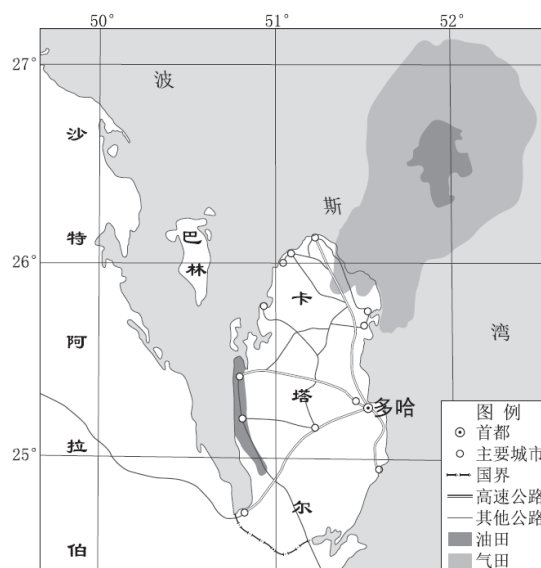 50°
51°
52°
27°
26°
25°
波
斯
湾
沙
特
阿
拉
伯
巴
林
卡
塔
尔
多哈
图例
首都
主要城市
国界
高速公路
其他公路
油田
气田